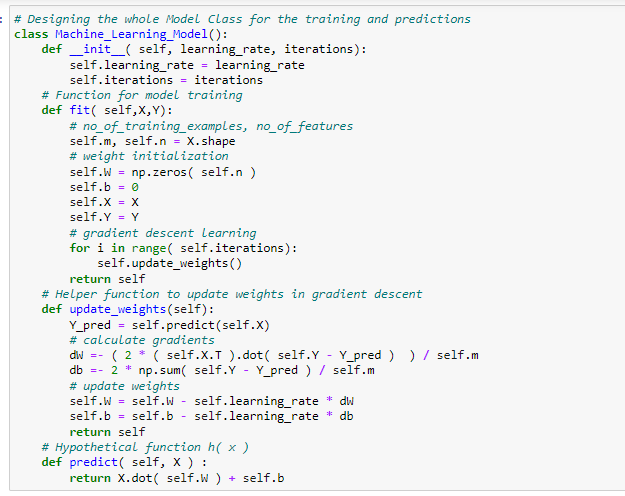 : # Designing the whole Model Class for the training and predictions
class Machine_Learning_Model():
    def __init__( self, learning_rate, iterations):
        self.learning_rate = learning_rate
        self.iterations = iterations
    # Function for model training
    def fit( self,X,Y):
        # no_of_training_examples, no_of_features
        self.m, self.n = X.shape
        # weight initialization
        self.W = np.zeros( self.n )
        self.b = 0
        self.X = X
        self.Y = Y
        # gradient descent learning
        for i in range( self.iterations):
            self.update_weights()
        return self
    # Helper function to update weights in gradient descent
    def update_weights(self):
        Y_pred = self.predict(self.X)
        # calculate gradients
        dW =- ( 2 * ( self.X.T ).dot( self.Y - Y_pred )  ) / self.m
        db =- 2 * np.sum( self.Y - Y_pred ) / self.m
        # update weights
        self.W = self.W - self.learning_rate * dW
        self.b = self.b - self.learning_rate * db
        return self
    # Hypothetical function h( x )
    def predict( self, X ) :
        return X.dot( self.W ) + self.b